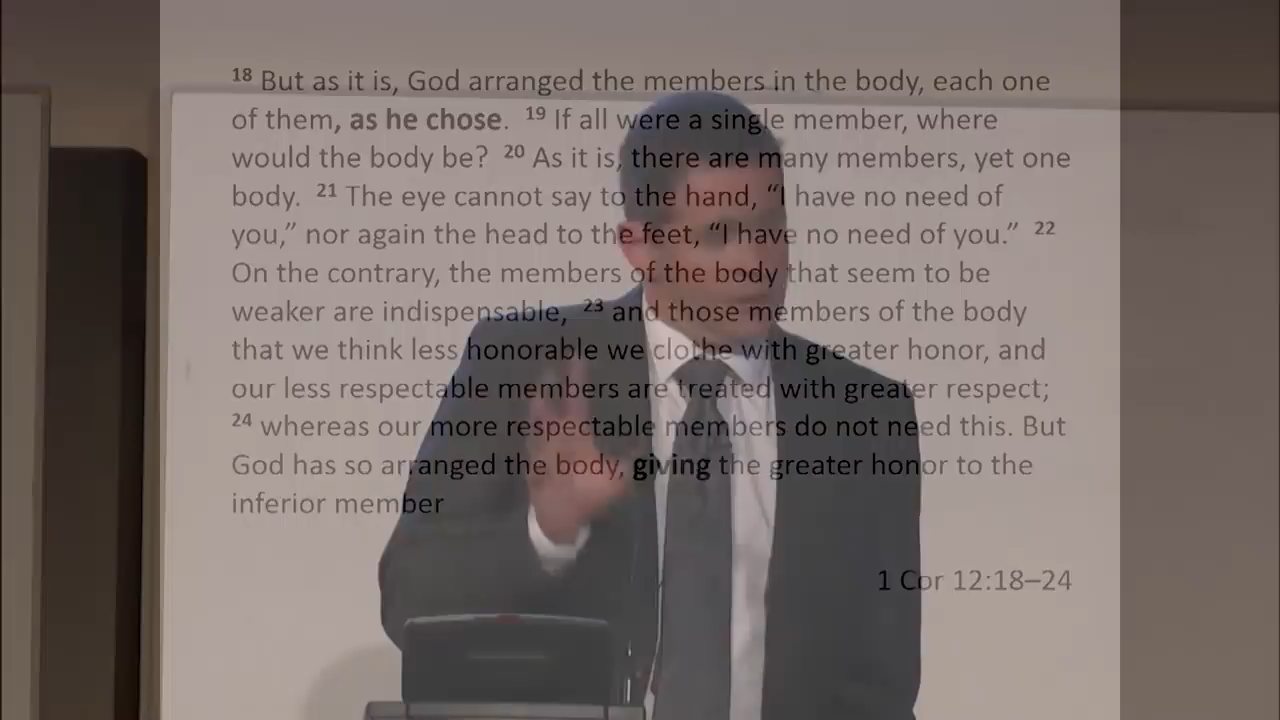 18 But as it is, God arranged the members in the body, each one
of them, as he chose. 19 If all were a single member, where
would the body be? 20 As it is, there are many members, yet one
body. 21 The eye cannot say to the hand, “I have no need of
you,” nor again the head to the feet, “I have no need of you.” 22
On the contrary, the members of the body that seem to be
weaker are indispensable, 23 and those members of the body
that we think less honorable we clothe with greater honor, and
our less respectable members are treated with greater respect;
24 whereas our more respectable members do not need this. But
God has so arranged the body, giving the greater honor to the
inferior member
1 Cor 12:18–24